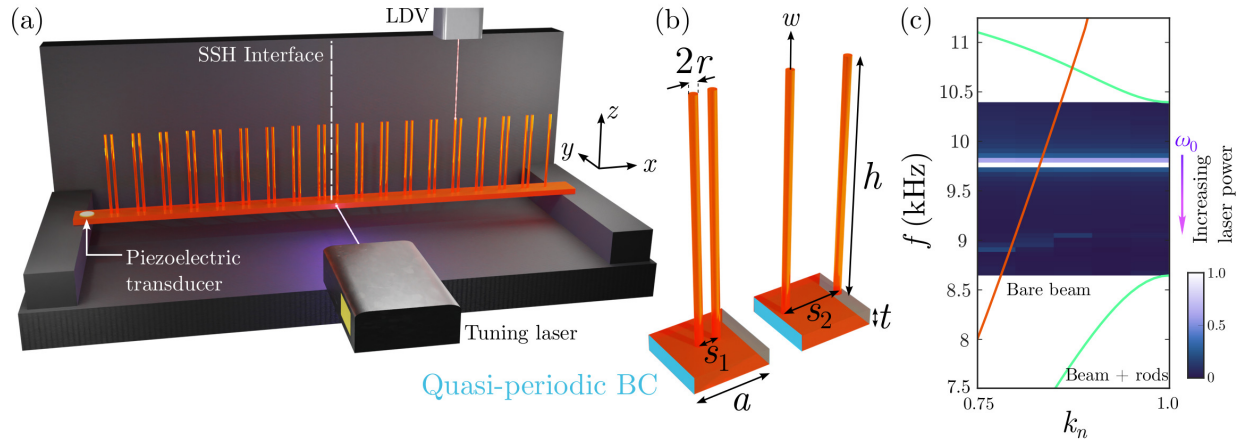 (a)
LDV
SSH Interface
z
y
x
Piezoelectric
transducer
Tuning laser
Quasi-periodic BC
(b)
w
2r
h
s₁
s₂
t
a
(c)
f (kHz)
11
10.5
10
9.5
9
8.5
8
7.5
0.75
1.0
kₙ
Bare beam
Beam + rods
ω₀
Increasing
laser power
1.0
0.5
0